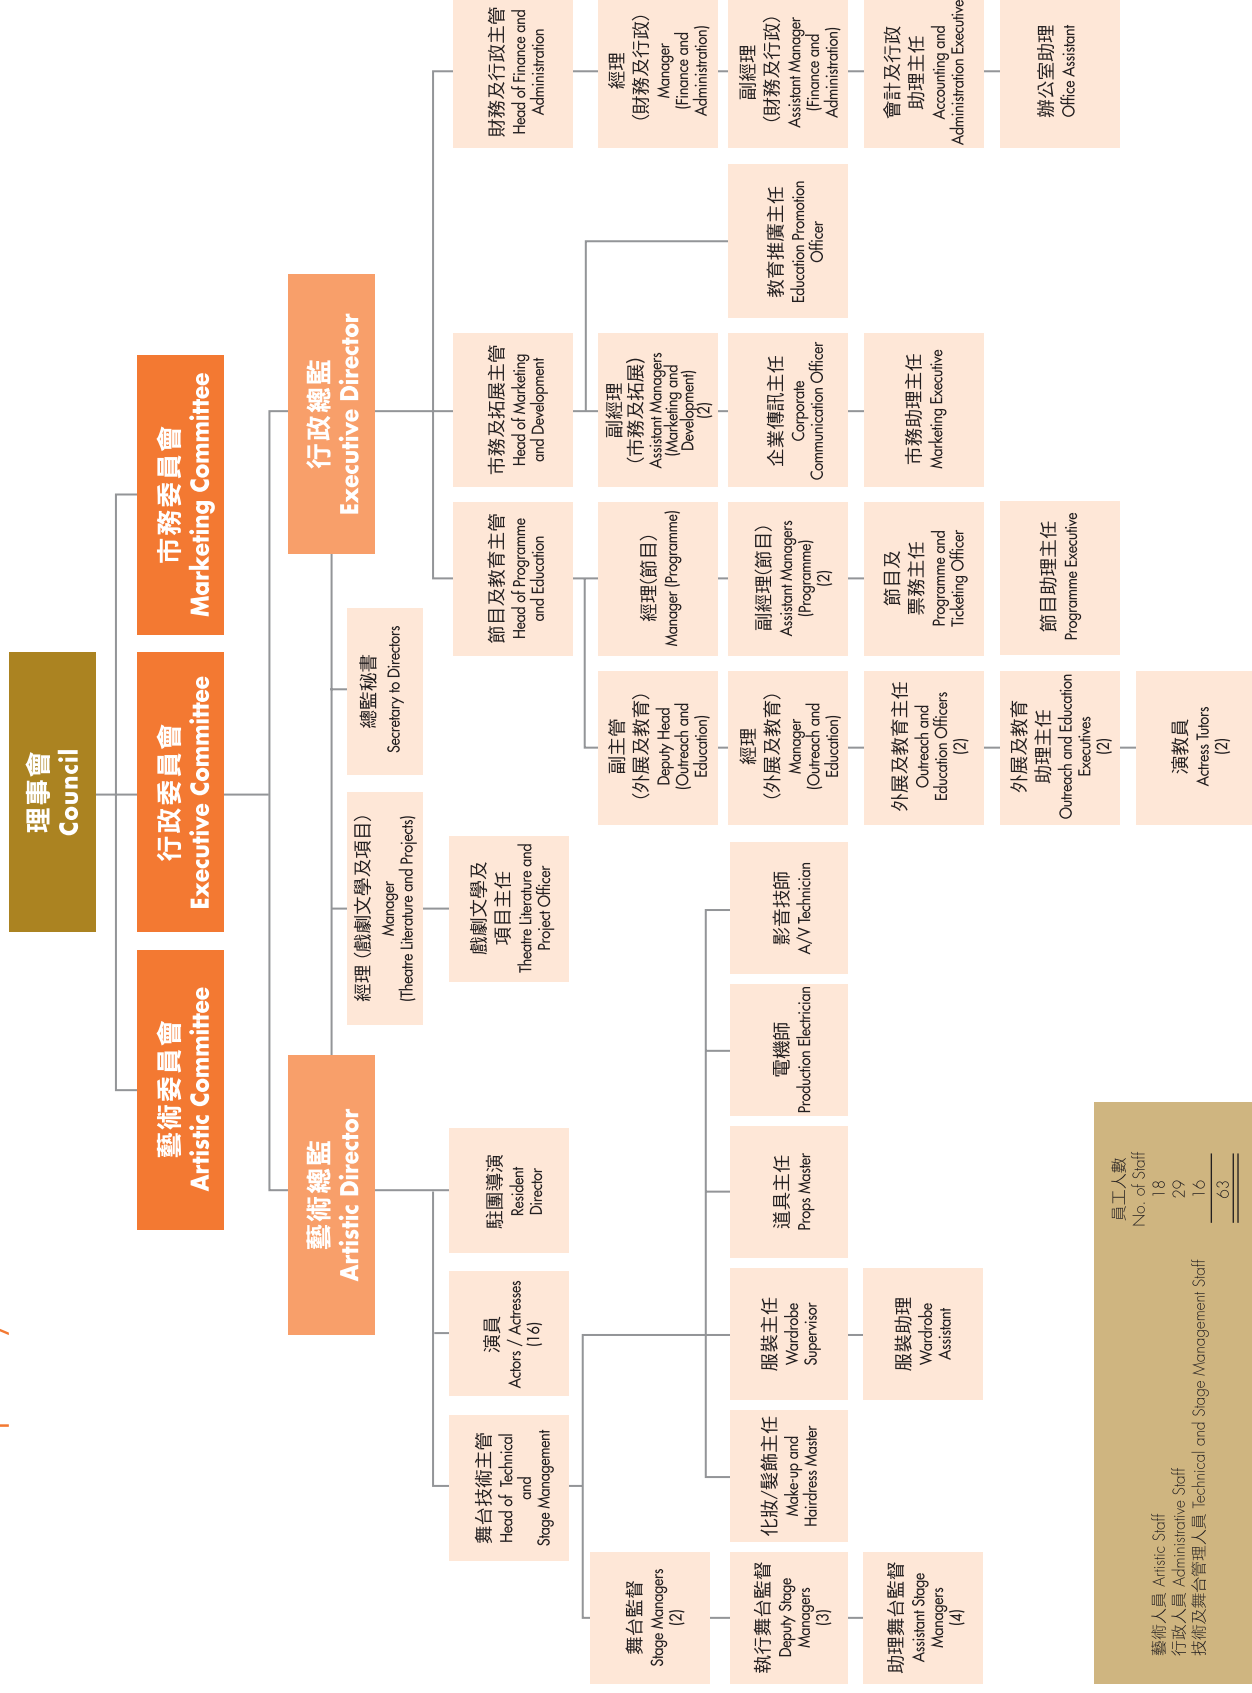 理事會
Council
藝術委員會
Artistic Committee
行政委員會
Executive Committee
市務委員會
Marketing Committee
藝術總監
Artistic Director
行政總監
Executive Director
經理（戲劇文學及項目）
Manager
(Theatre Literature and Projects)
總監秘書
Secretary to Directors
戲劇文學及
項目主任
Theatre Literature and
Project Officer
舞台技術主管
Head of Technical
and
Stage Management
演員
Actors / Actresses
(16)
駐團導演
Resident
Director
舞台監督
Stage Managers
(2)
執行舞台監督
Deputy Stage
Managers
(3)
助理舞台監督
Assistant Stage
Managers
(4)
化妝/髮飾主任
Make-up and
Hairdress Master
服裝主任
Wardrobe
Supervisor
服裝助理
Wardrobe
Assistant
道具主任
Props Master
電機師
Production Electrician
影音技師
A/V Technician
節目及教育主管
Head of Programme
and Education
市務及拓展主管
Head of Marketing
and Development
財務及行政主管
Head of Finance and
Administration
副主管
（外展及教育）
Deputy Head
(Outreach and
Education)
經理
（外展及教育）
Manager
(Outreach and
Education)
外展及教育主任
Outreach and
Education Officers
(2)
外展及教育
助理主任
Outreach and Education
Executives
(2)
演教員
Actress Tutors
(2)
經理(節目）
Manager (Programme)
副經理(節目）
Assistant Managers
(Programme)
(2)
節目及
票務主任
Programme and
Ticketing Officer
節目助理主任
Programme Executive
副經理
（市務及拓展)
Assistant Managers
(Marketing and
Development)
(2)
企業傳訊主任
Corporate
Communication Officer
市務助理主任
Marketing Executive
教育推廣主任
Education Promotion
Officer
經理
（財務及行政）
Manager
(Finance and
Administration)
副經理
（財務及行政）
Assistant Manager
(Finance and
Administration)
會計及行政
助理主任
Accounting and
Administration Executive
辦公室助理
Office Assistant
員工人數
No. of Staff
藝術人員 Artistic Staff 18
行政人員 Administrative Staff 29
技術及舞台管理人員 Technical and Stage Management Staff 16
63